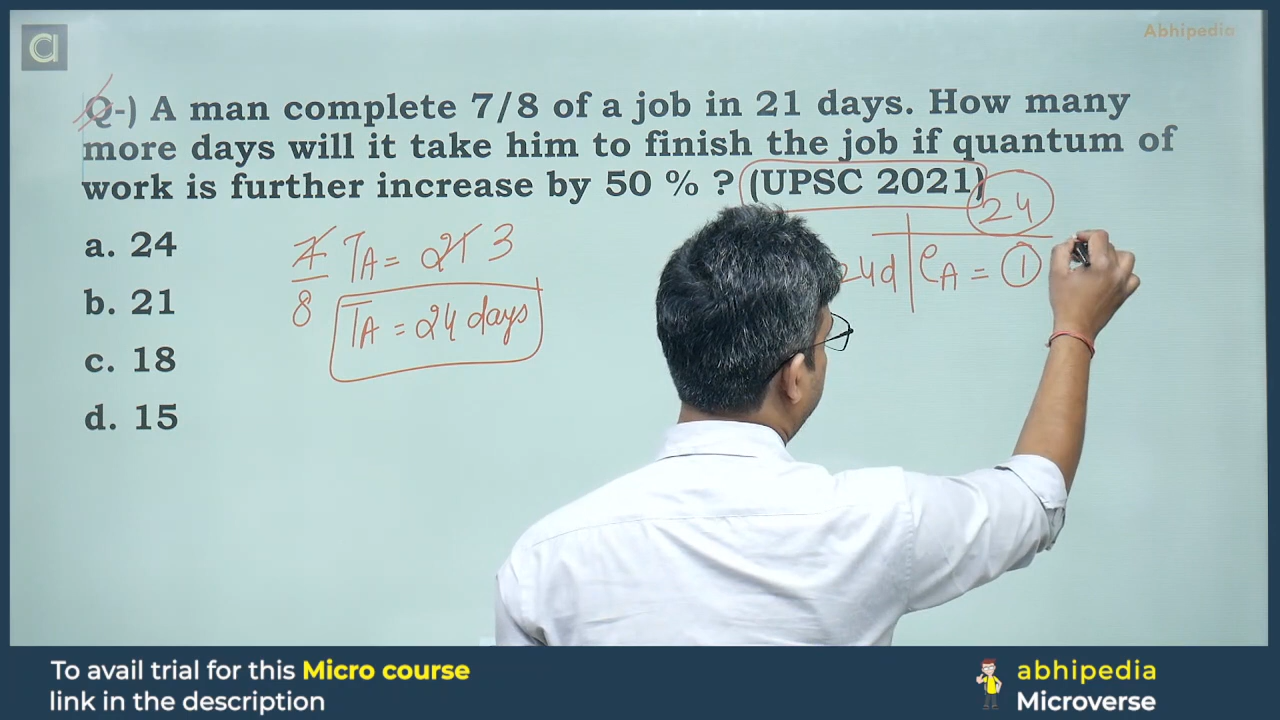 Abhipedia
Q-) A man complete 7/8 of a job in 21 days. How many
more days will it take him to finish the job if quantum of
work is further increase by 50 % ? (UPSC 2021)
a. 24
b. 21
c. 18
d. 15
7/8 TA = 21 3
TA = 24 days
24
24d | eA = 1
To avail trial for this Micro course
link in the description
abhipedia
Microverse